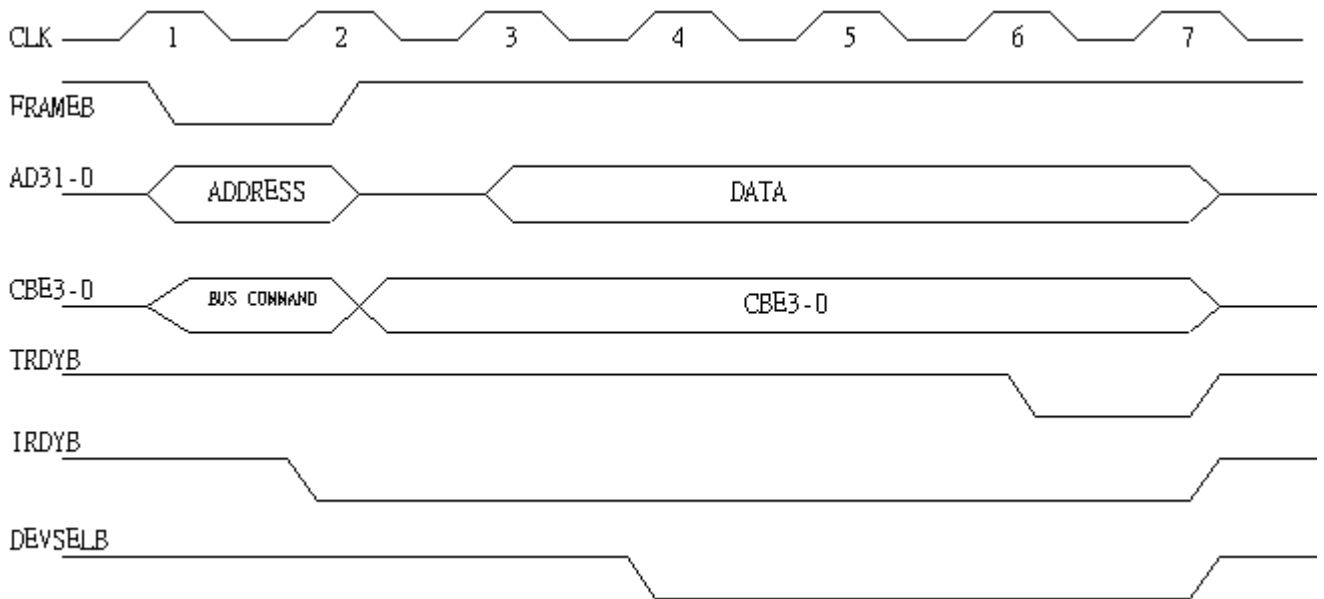 CLK 1 2 3 4 5 6 7
FRAMEB
AD31-0 ADDRESS DATA
CBE3-0 BUS COMMAND CBE3-0
TRDYB
IRDYB
DEVSELB